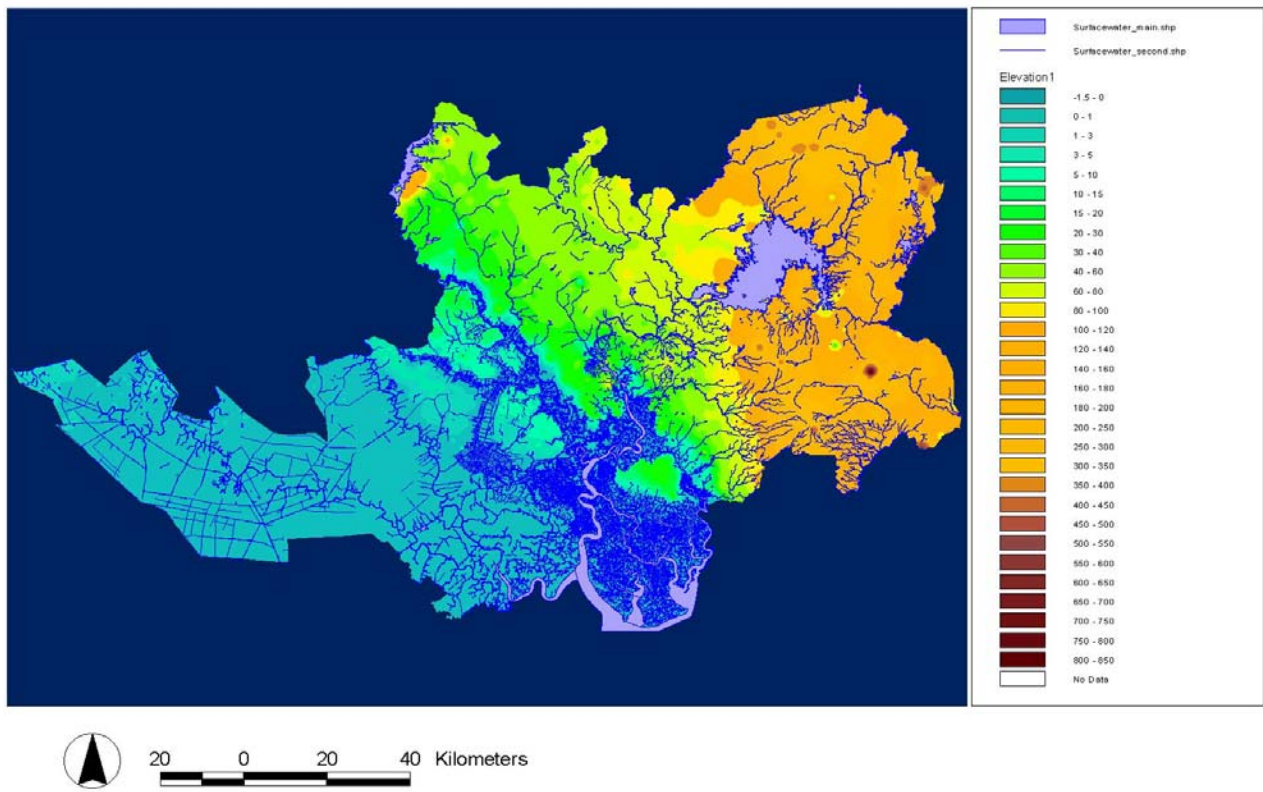 Surfacewater_main.shp
Surfacewater_second.shp
Elevation1
-1.5 - 0
0 - 1
1 - 3
3 - 5
5 - 10
10 - 15
15 - 20
20 - 30
30 - 40
40 - 60
60 - 80
80 - 100
100 - 120
120 - 140
140 - 160
160 - 180
180 - 200
200 - 250
250 - 300
300 - 350
350 - 400
400 - 450
450 - 500
500 - 550
550 - 600
600 - 650
650 - 700
700 - 750
750 - 800
800 - 850
No Data
20 0 20 40 Kilometers